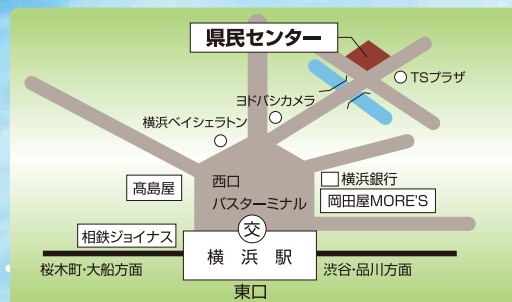 県民センター
TSプラザ
ヨドバシカメラ
横浜ベイシェラトン
髙島屋
西口
バスターミナル
横浜銀行
岡田屋MORE'S
相鉄ジョイナス
交
横浜駅
桜木町･大船方面
渋谷･品川方面
東口